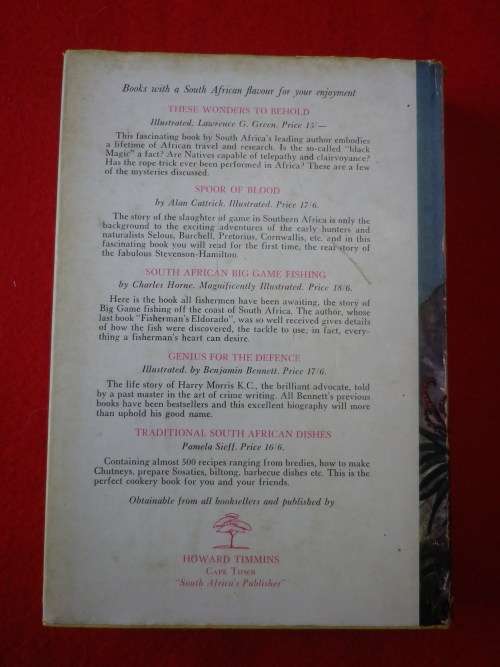 Books with a South African flavour for your enjoyment
THESE WONDERS TO BEHOLD
Illustrated. Lawrence G. Green. Price 15/—
This fascinating book by South Africa's leading author embodies
a lifetime of African travel and research. Is the so-called "black
Magic" a fact? Are Natives capable of telepathy and clairvoyance?
Has the rope trick ever been performed in Africa? These are a few
of the mysteries discussed.
SPOOR OF BLOOD
by Alan Cattrick. Illustrated. Price 17/6.
The story of the slaughter of game in Southern Africa is only the
background to the exciting adventures of the early hunters and
naturalists Selous, Burchell, Pretorius, Cornwallis, etc. and in this
fascinating book you will read for the first time, the real story of
the fabulous Stevenson-Hamilton.
SOUTH AFRICAN BIG GAME FISHING
by Charles Horne. Magnificently Illustrated. Price 18/6.
Here is the book all fishermen have been awaiting, the story of
Big Game fishing off the coast of South Africa. The author, whose
last book "Fisherman's Eldorado", was so well received gives details
of how the fish were discovered, the tackle to use, in fact, every-
thing a fisherman's heart can desire.
GENIUS FOR THE DEFENCE
Illustrated. by Benjamin Bennett. Price 17/6.
The life story of Harry Morris K.C., the brilliant advocate, told
by a past master in the art of crime writing. All Bennett's previous
books have been bestsellers and this excellent biography will more
than uphold his good name.
TRADITIONAL SOUTH AFRICAN DISHES
Pamela Sieff. Price 16/6.
Containing almost 500 recipes ranging from bredies, how to make
Chutneys, prepare Sosaties, biltong, barbecue dishes etc. This is the
perfect cookery book for you and your friends.
Obtainable from all booksellers and published by
HOWARD TIMMINS
CAPE TOWN
"South Africa's Publisher"